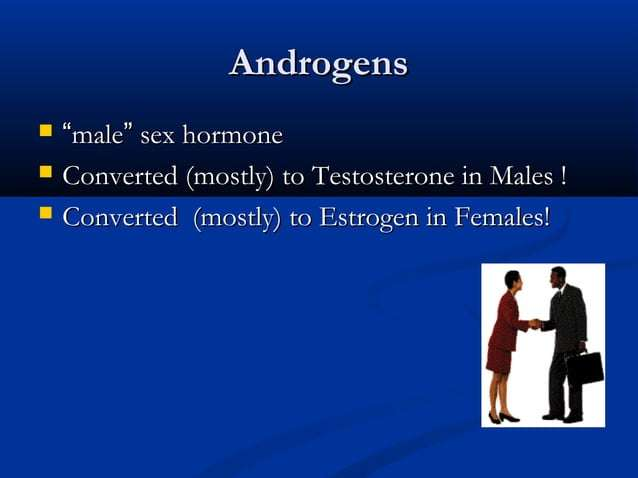 Androgens
“male” sex hormone
Converted (mostly) to Testosterone in Males !
Converted  (mostly) to Estrogen in Females!